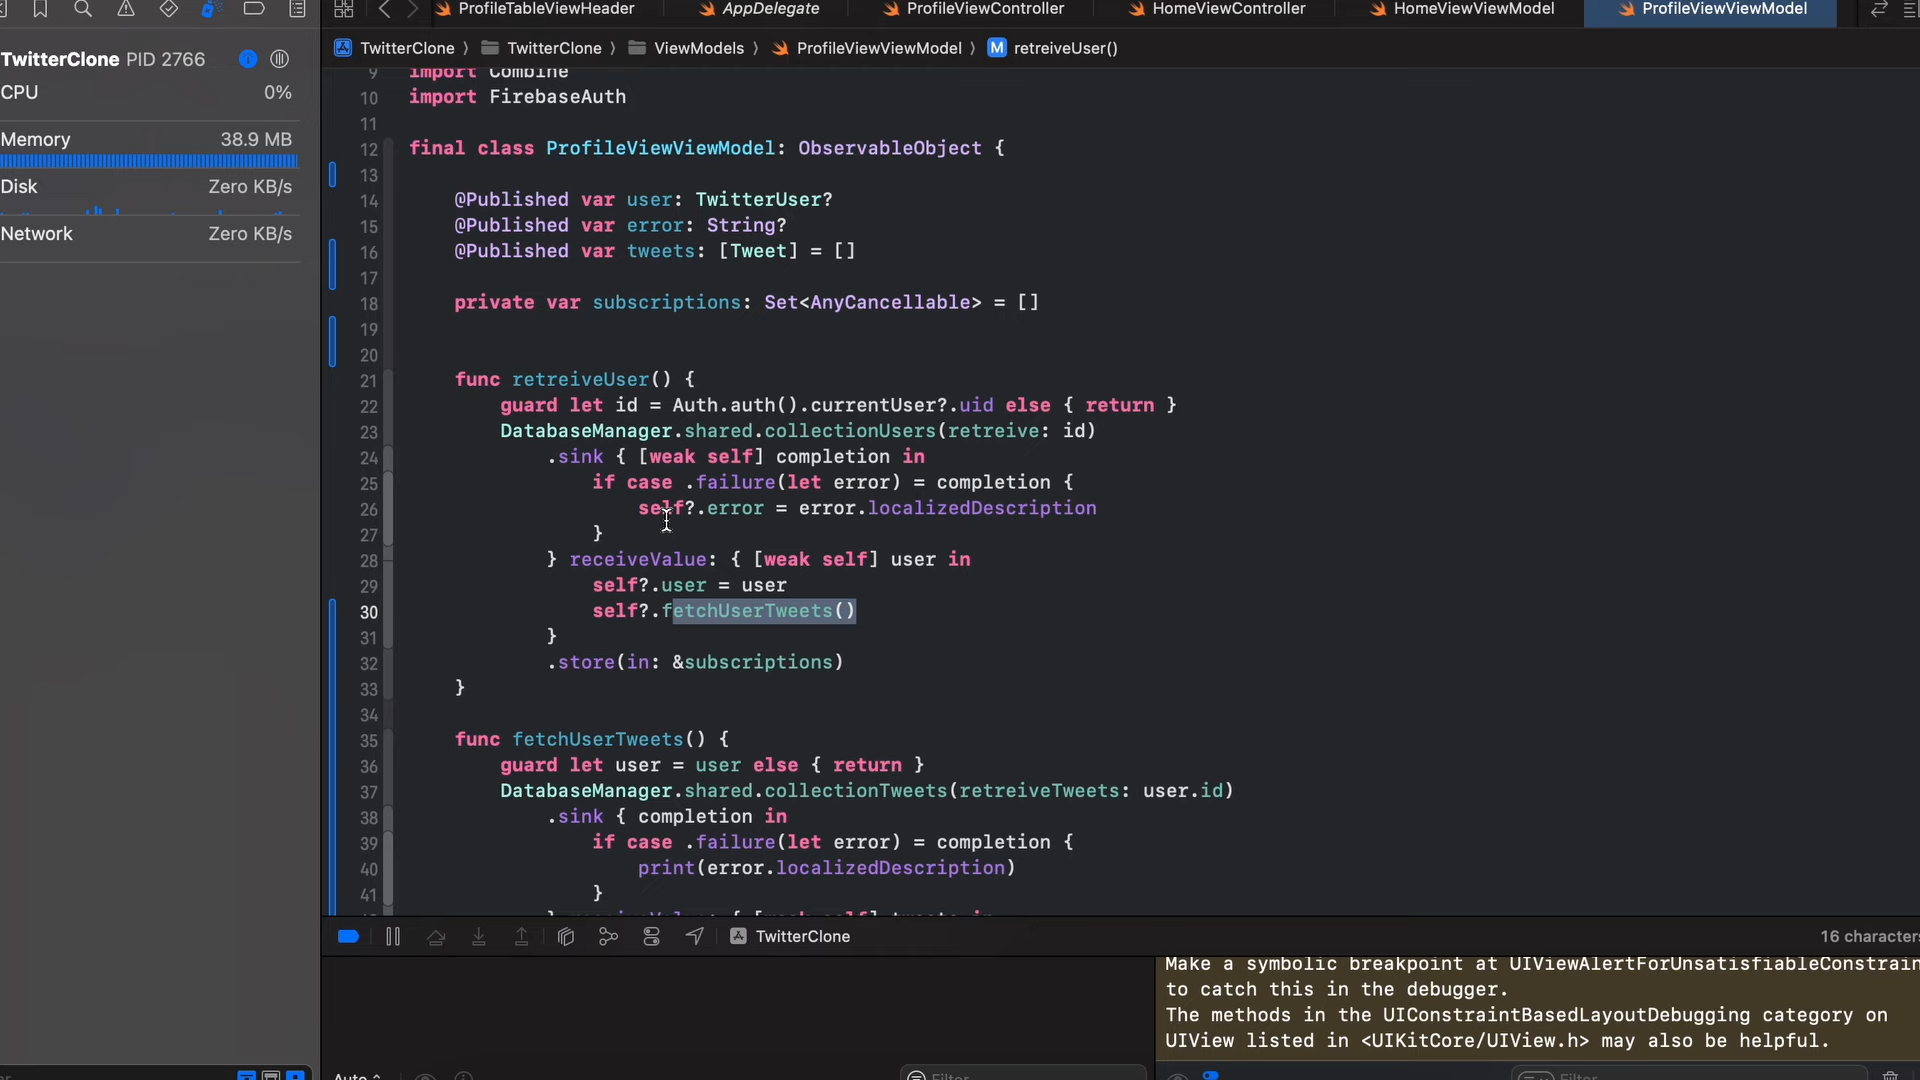 ProfileTableViewHeader
AppDelegate
ProfileViewController
HomeViewController
HomeViewViewModel
ProfileViewViewModel
TwitterClone 〉 TwitterClone 〉 ViewModels 〉 ProfileViewViewModel 〉 M retreiveUser()
TwitterClone PID 2766
CPU 0%
Memory 38.9 MB
Disk Zero KB/s
Network Zero KB/s
9 import Combine
10 import FirebaseAuth
11
12 final class ProfileViewViewModel: ObservableObject {
13
14 @Published var user: TwitterUser?
15 @Published var error: String?
16 @Published var tweets: [Tweet] = []
17
18 private var subscriptions: Set<AnyCancellable> = []
19
20
21 func retreiveUser() {
22 guard let id = Auth.auth().currentUser?.uid else { return }
23 DatabaseManager.shared.collectionUsers(retreive: id)
24 .sink { [weak self] completion in
25 if case .failure(let error) = completion {
26 self?.error = error.localizedDescription
27 }
28 } receiveValue: { [weak self] user in
29 self?.user = user
30 self?.fetchUserTweets()
31 }
32 .store(in: &subscriptions)
33 }
34
35 func fetchUserTweets() {
36 guard let user = user else { return }
37 DatabaseManager.shared.collectionTweets(retreiveTweets: user.id)
38 .sink { completion in
39 if case .failure(let error) = completion {
40 print(error.localizedDescription)
41 }
TwitterClone
16 characters
Make a symbolic breakpoint at UIViewAlertForUnsatisfiableConstrain
to catch this in the debugger.
The methods in the UIConstraintBasedLayoutDebugging category on
UIView listed in <UIKitCore/UIView.h> may also be helpful.
Auto
Filter
Filter